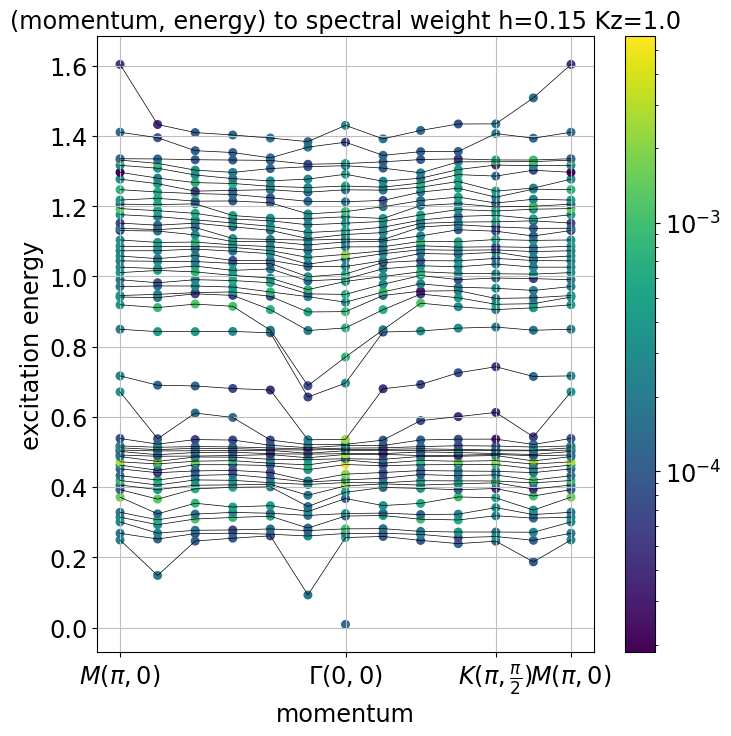 (momentum, energy) to spectral weight h=0.15 Kz=1.0
1.6
1.4
1.2
1.0
0.8
0.6
0.4
0.2
0.0
excitation energy
M(π, 0)
Γ(0, 0)
K(π, π/2)
M(π, 0)
momentum
10⁻³
10⁻⁴